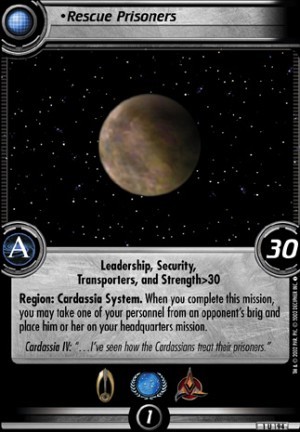 •Rescue Prisoners
A
30
Leadership, Security,
Transporters, and Strength>30
Region: Cardassia System. When you complete this mission,
you may take one of your personnel from an opponent's brig and
place him or her on your headquarters mission.
Cardassia IV: "...I've seen how the Cardassians treat their prisoners."
1